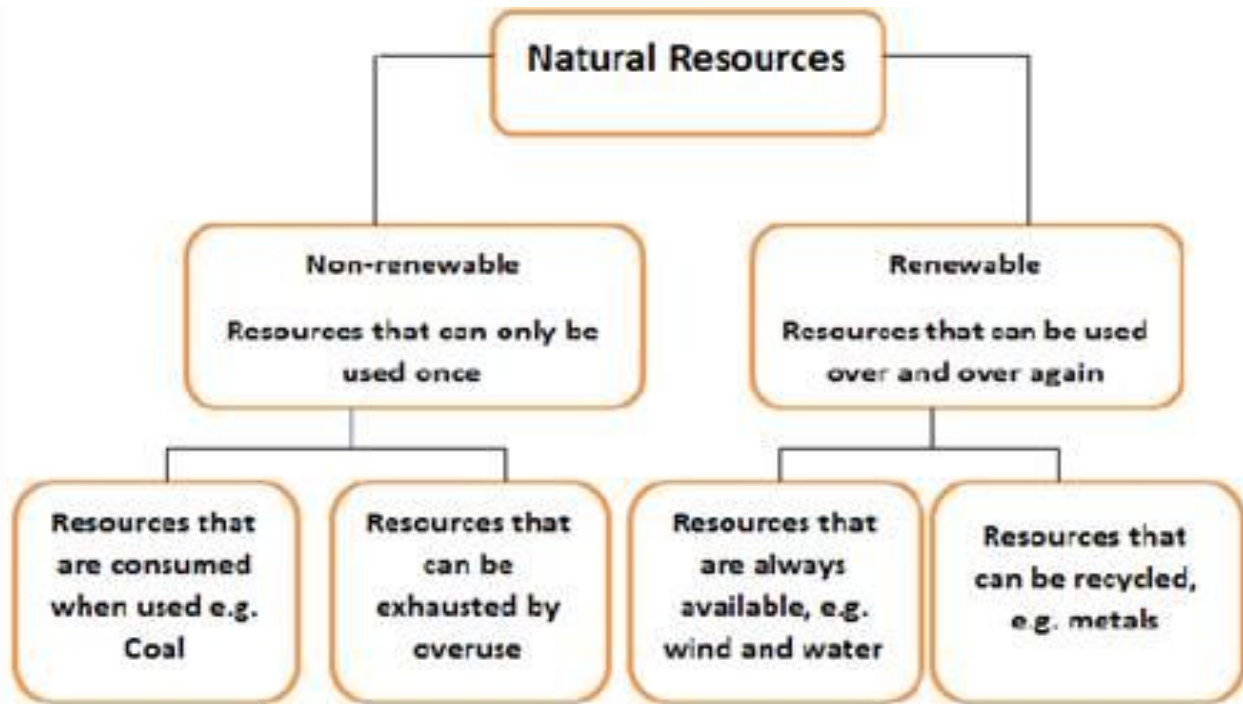 Natural Resources
Non-renewable
Resources that can only be
used once
Renewable
Resources that can be used
over and over again
Resources that
are consumed
when used e.g.
Coal
Resources that
can be
exhausted by
overuse
Resources that
are always
available, e.g.
wind and water
Resources that
can be recycled,
e.g. metals